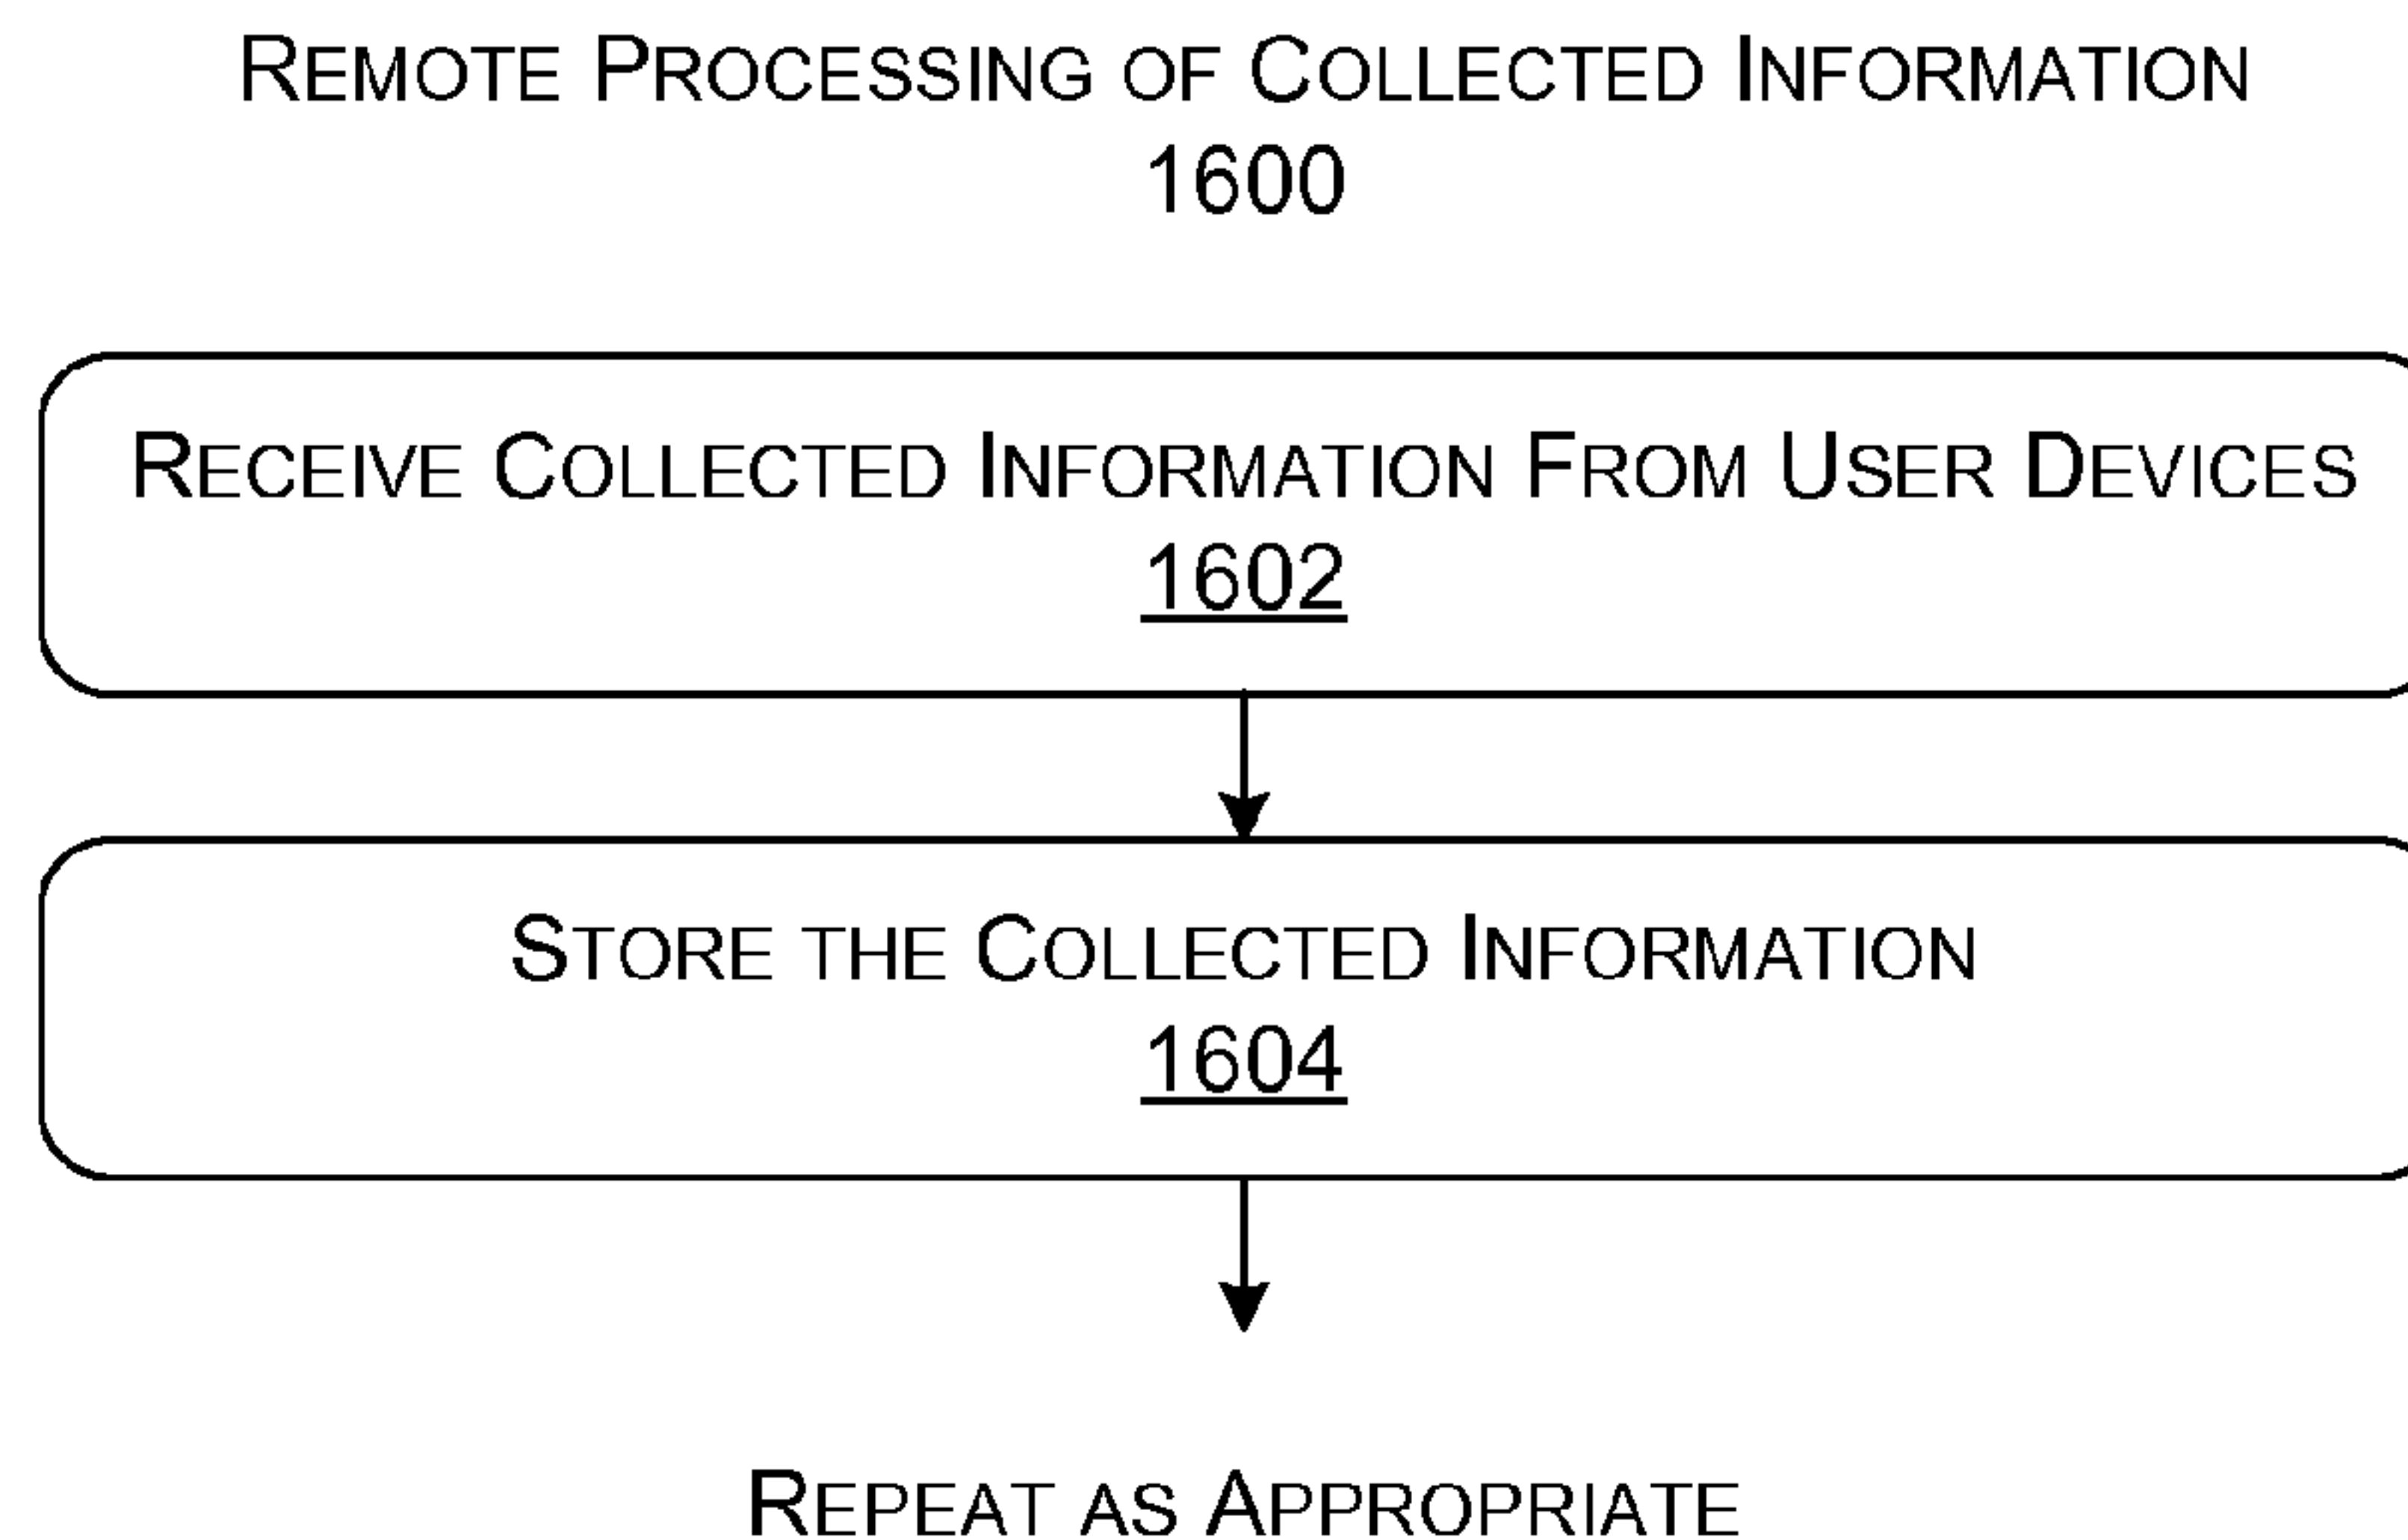 REMOTE PROCESSING OF COLLECTED INFORMATION
1600
RECEIVE COLLECTED INFORMATION FROM USER DEVICES
1602
STORE THE COLLECTED INFORMATION
1604
REPEAT AS APPROPRIATE